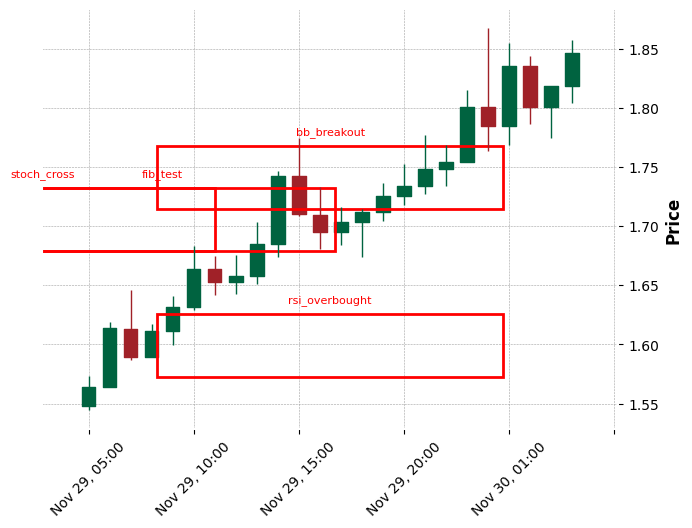 bb_breakout
stoch_cross
fib_test
rsi_overbought
1.85
1.80
1.75
1.70
1.65
1.60
1.55
Price
Nov 29, 05:00
Nov 29, 10:00
Nov 29, 15:00
Nov 29, 20:00
Nov 30, 01:00